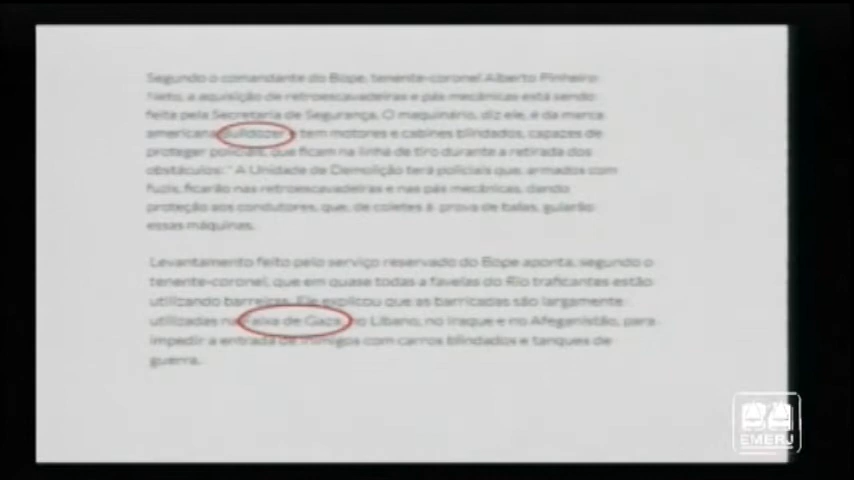 Segundo o comandante do Bope, tenente-coronel Alberto Pinheiro
Neto, a aquisição de retroescavadeiras e pás mecânicas está sendo
feita pela Secretaria de Segurança. O maquinário, diz ele, é da marca
americana Bulldozer e tem motores e cabines blindados, capazes de
proteger policiais, que ficam na linha de tiro durante a retirada dos
obstáculos: " A Unidade de Demolição terá policiais que, armados com
fuzis, ficarão nas retroescavadeiras e nas pás mecânicas, dando
proteção aos condutores, que, de coletes à prova de balas, guiarão
essas máquinas.
Levantamento feito pelo serviço reservado do Bope aponta, segundo o
tenente-coronel, que em quase todas a favelas do Rio traficantes estão
utilizando barreiras. Ele explicou que as barricadas são largamente
utilizadas na Faixa de Gaza, no Líbano, no Iraque e no Afeganistão, para
impedir a entrada de inimigos com carros blindados e tanques de
guerra.
EMERJ